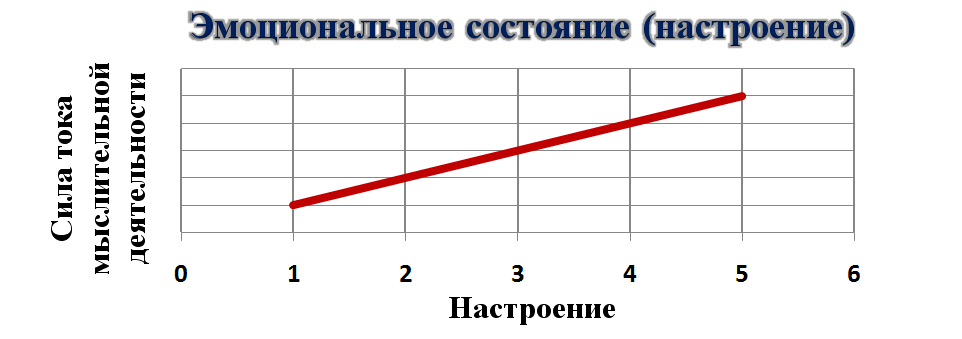 Эмоциональное состояние (настроение)
Сила тока
мыслительной
деятельности
0 1 2 3 4 5 6
Настроение